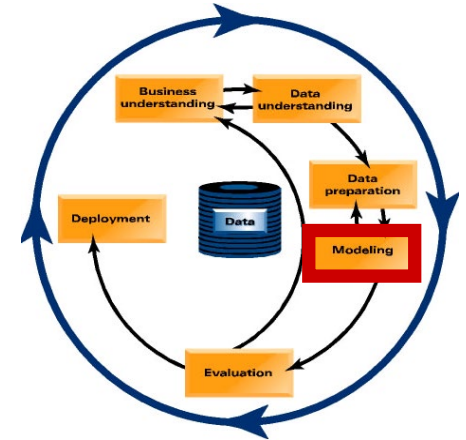 Business
understanding
Data
understanding
Data
preparation
Deployment
Data
Modeling
Evaluation